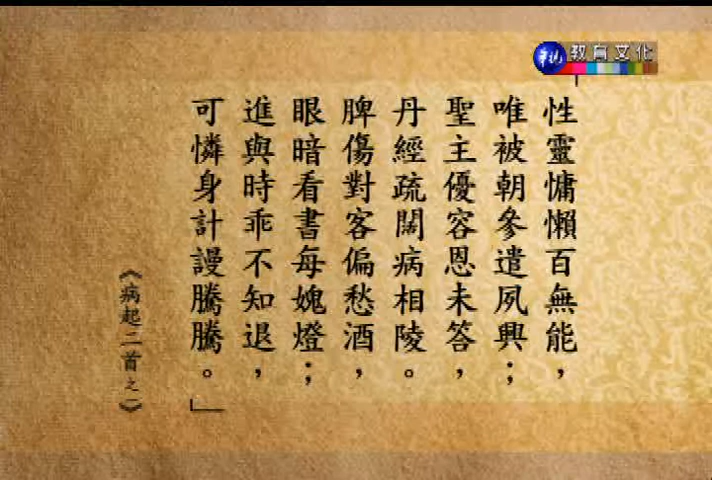 華視 教育文化
性靈慵懶百無能，
唯被朝參遣夙興；
聖主優容恩未答，
丹經疏闊病相陵。
脾傷對客偏愁酒，
眼暗看書每媿燈；
進與時乖不知退，
可憐身計謾騰騰。」
《病起二首之一》